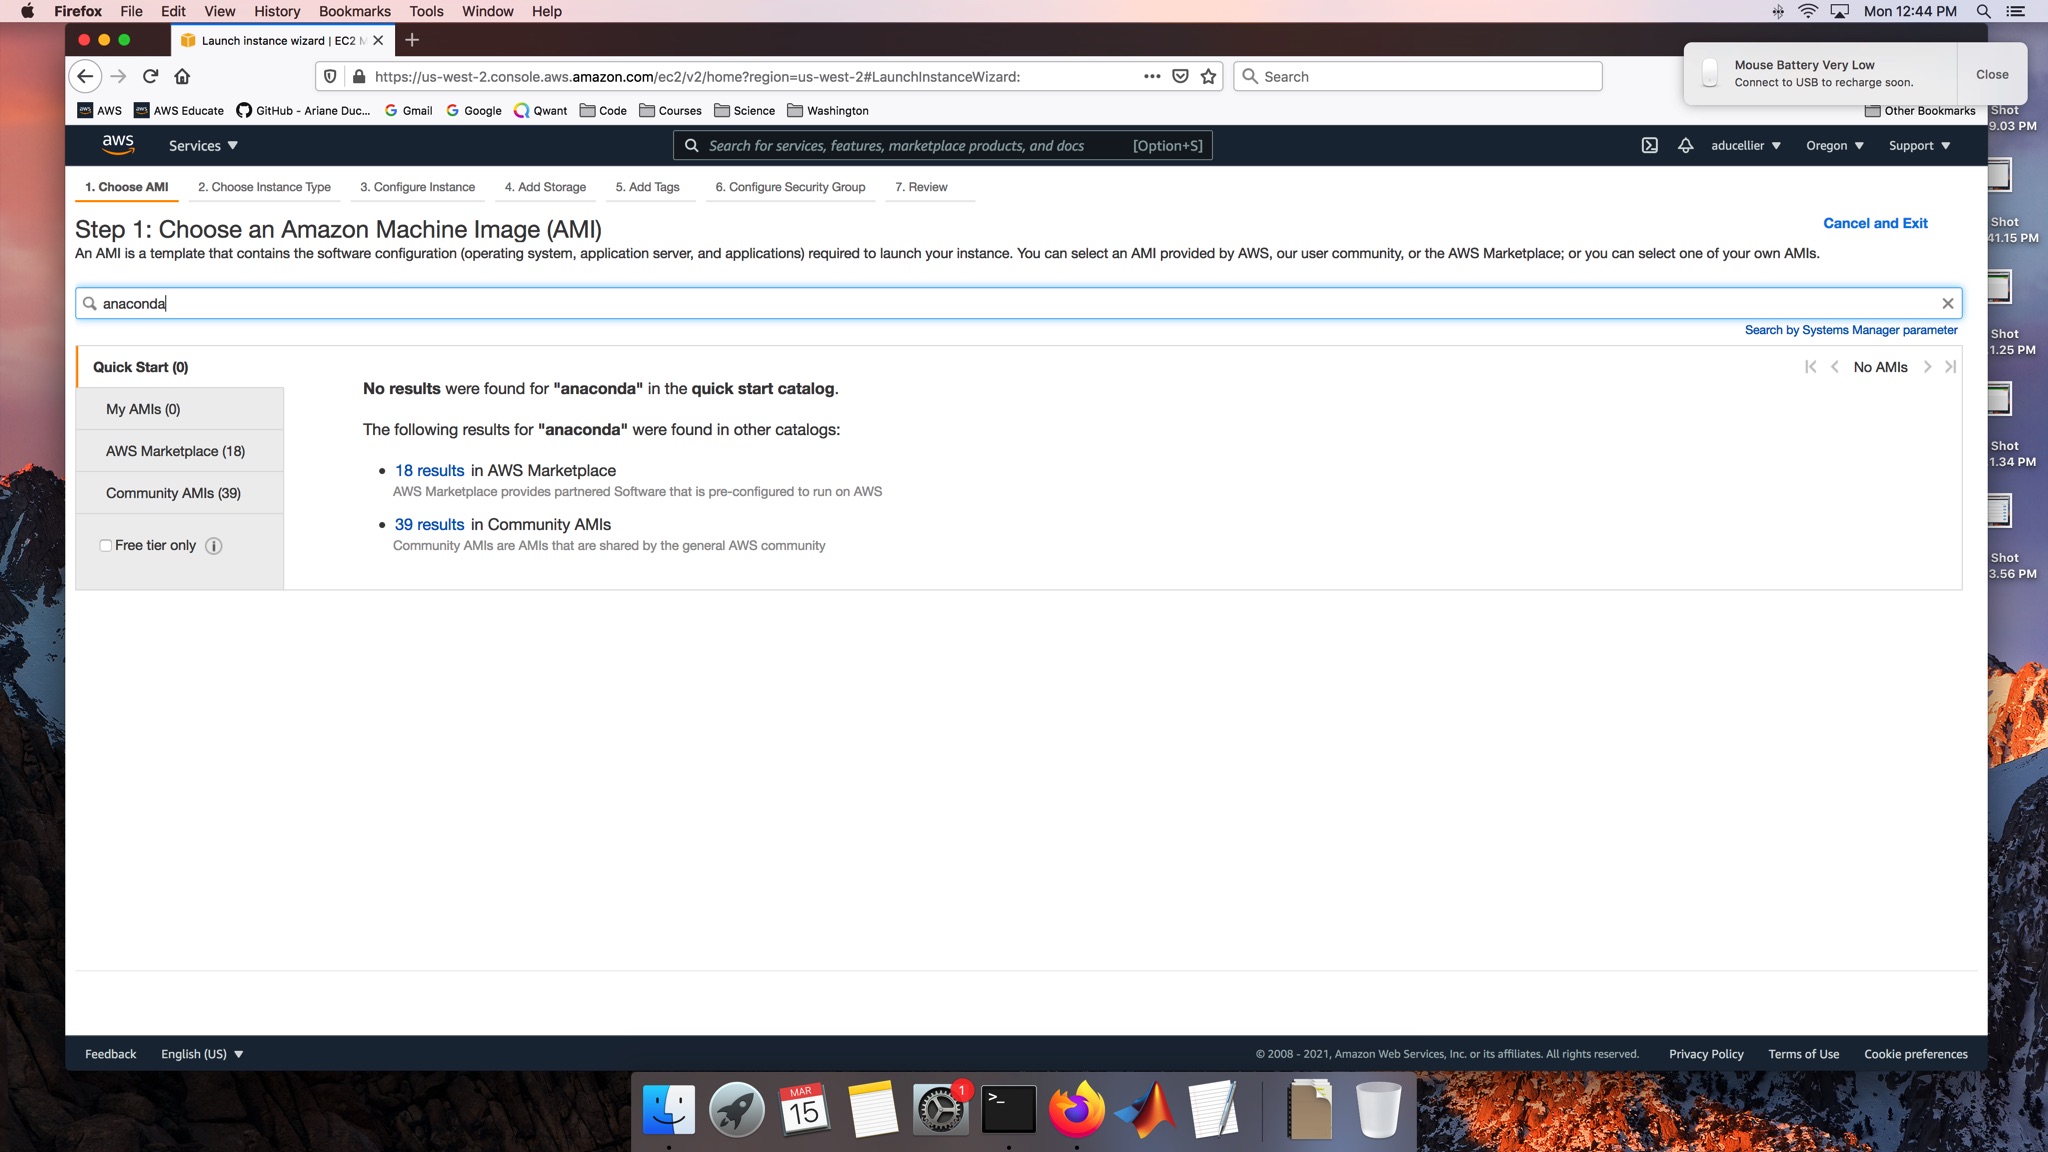 Firefox File Edit View History Bookmarks Tools Window Help
Mon 12:44 PM
Launch instance wizard | EC2 M
Mouse Battery Very Low
Connect to USB to recharge soon.
Close
https://us-west-2.console.aws.amazon.com/ec2/v2/home?region=us-west-2#LaunchInstanceWizard:
Search
AWS AWS Educate GitHub - Ariane Duc... Gmail Google Qwant Code Courses Science Washington Other Bookmarks
aws Services Search for services, features, marketplace products, and docs [Option+S] aducellier Oregon Support
1. Choose AMI 2. Choose Instance Type 3. Configure Instance 4. Add Storage 5. Add Tags 6. Configure Security Group 7. Review
Step 1: Choose an Amazon Machine Image (AMI)
Cancel and Exit
An AMI is a template that contains the software configuration (operating system, application server, and applications) required to launch your instance. You can select an AMI provided by AWS, our user community, or the AWS Marketplace; or you can select one of your own AMIs.
anaconda
Search by Systems Manager parameter
Quick Start (0)
No AMIs
My AMIs (0)
AWS Marketplace (18)
Community AMIs (39)
Free tier only
No results were found for "anaconda" in the quick start catalog.
The following results for "anaconda" were found in other catalogs:
18 results in AWS Marketplace
AWS Marketplace provides partnered Software that is pre-configured to run on AWS
39 results in Community AMIs
Community AMIs are AMIs that are shared by the general AWS community
Shot
9.03 PM
Shot
41.15 PM
Shot
1.25 PM
Shot
1.34 PM
Shot
3.56 PM
Feedback English (US)
© 2008 - 2021, Amazon Web Services, Inc. or its affiliates. All rights reserved. Privacy Policy Terms of Use Cookie preferences
MAR
15
1
>_